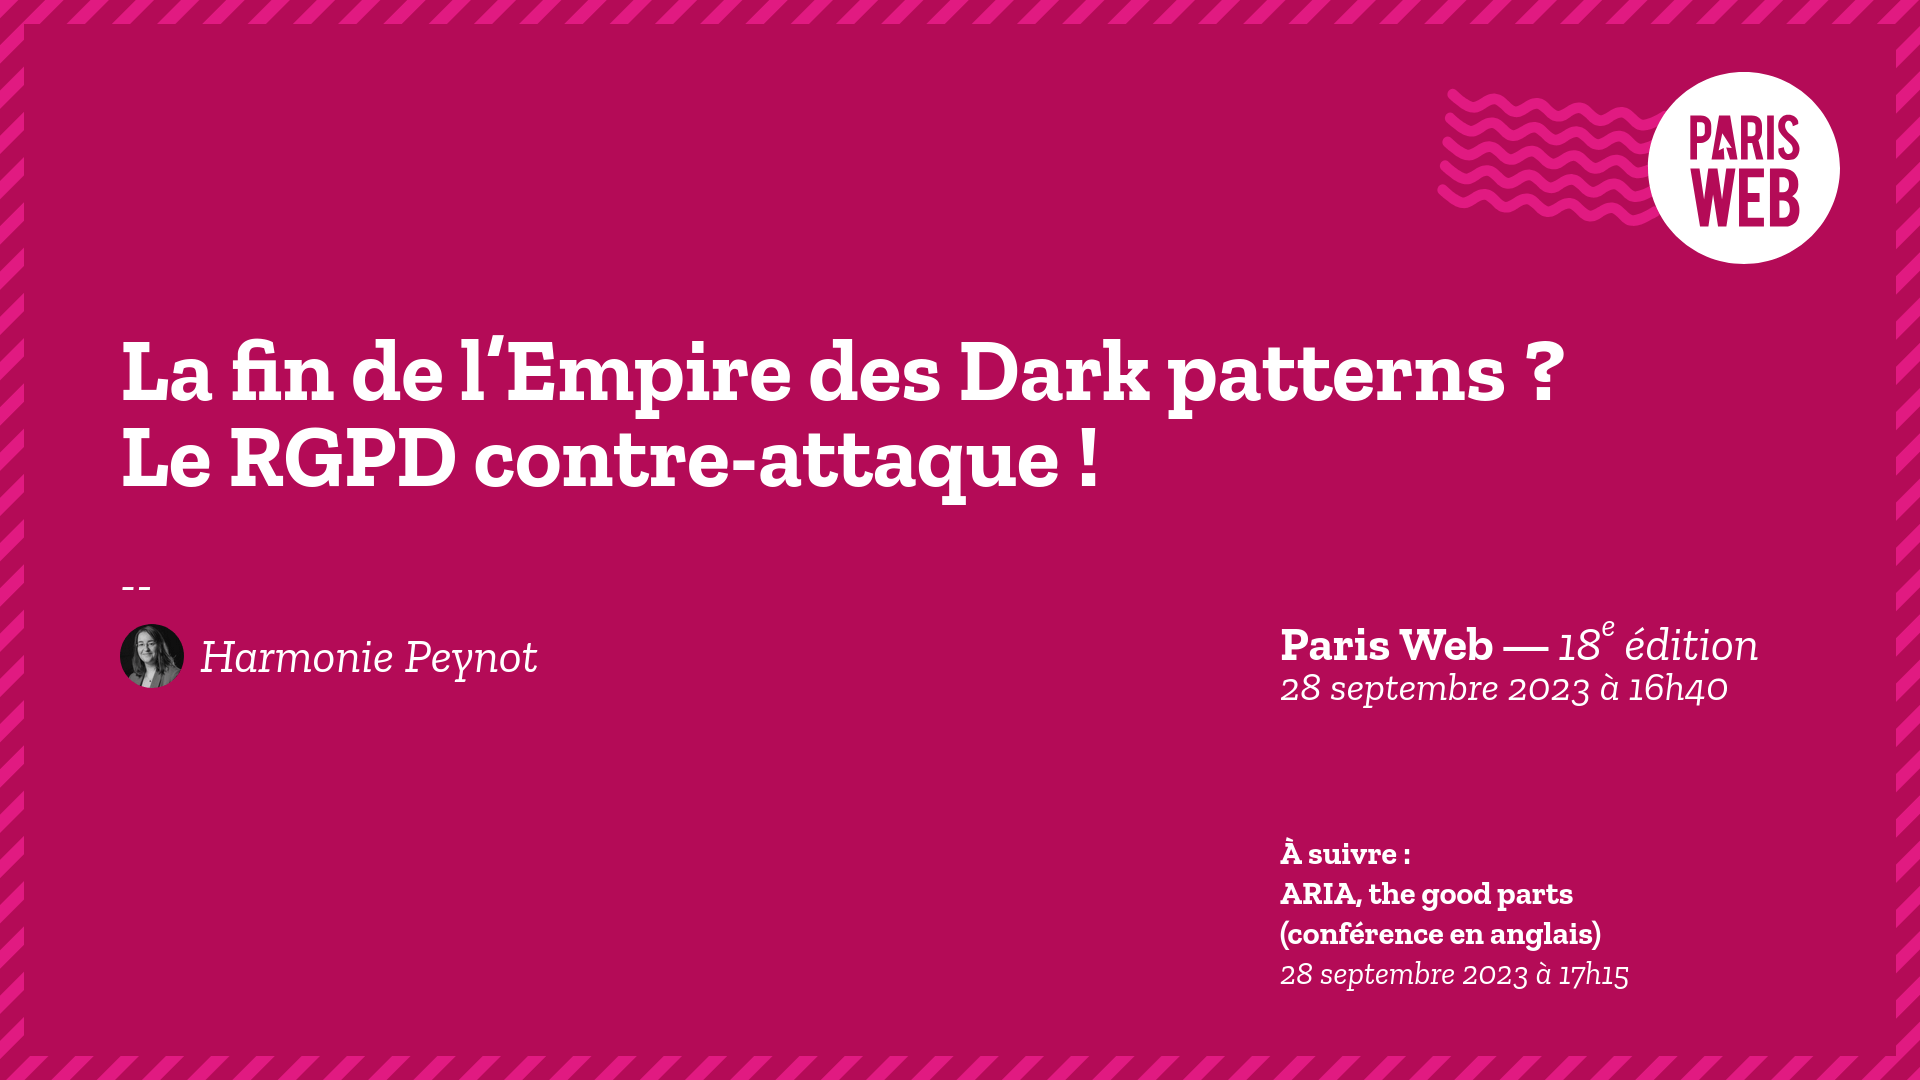 PARIS
WEB
La fin de l’Empire des Dark patterns ?
Le RGPD contre-attaque !
--
Harmonie Peynot
Paris Web — 18e édition
28 septembre 2023 à 16h40
À suivre :
ARIA, the good parts
(conférence en anglais)
28 septembre 2023 à 17h15